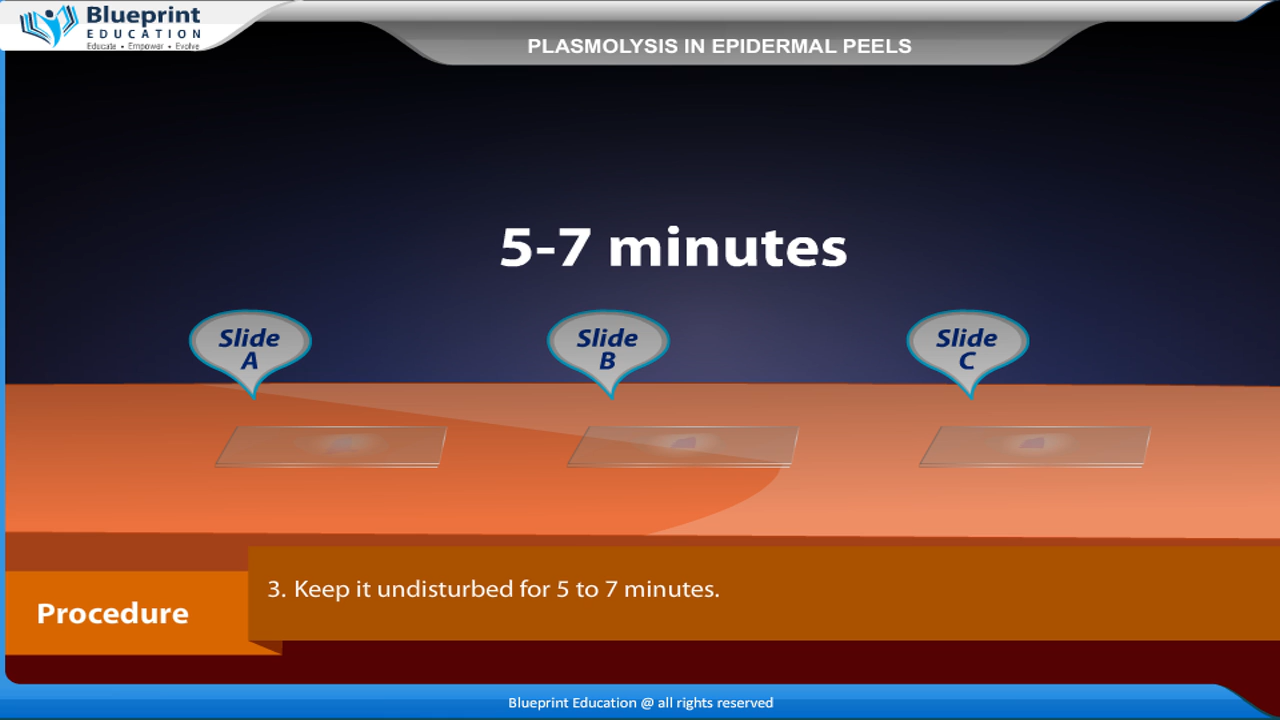 Blueprint
EDUCATION
Educate • Empower • Evolve
PLASMOLYSIS IN EPIDERMAL PEELS
5-7 minutes
Slide
A
Slide
B
Slide
C
3. Keep it undisturbed for 5 to 7 minutes.
Procedure
Blueprint Education @ all rights reserved